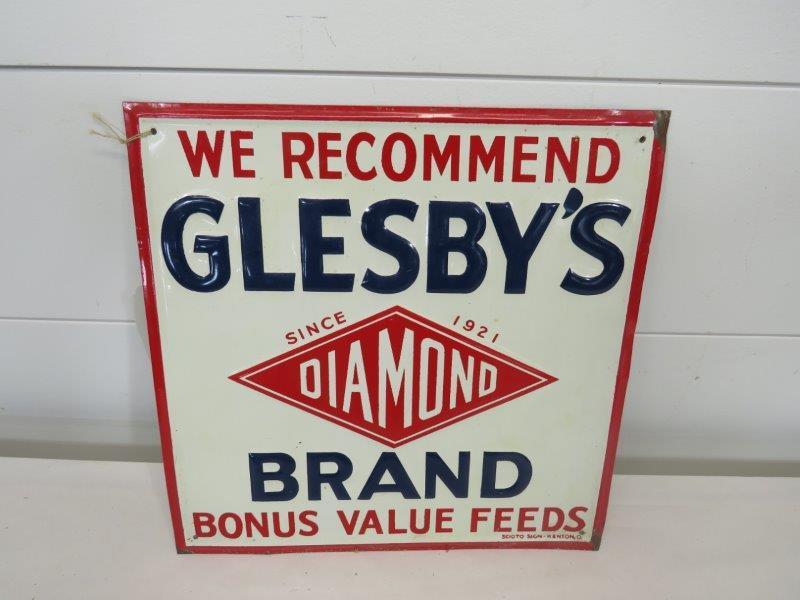 WE RECOMMEND
GLESBY'S
SINCE 1921
DIAMOND
BRAND
BONUS VALUE FEEDS
SCIOTO SIGN - KENTON, O.